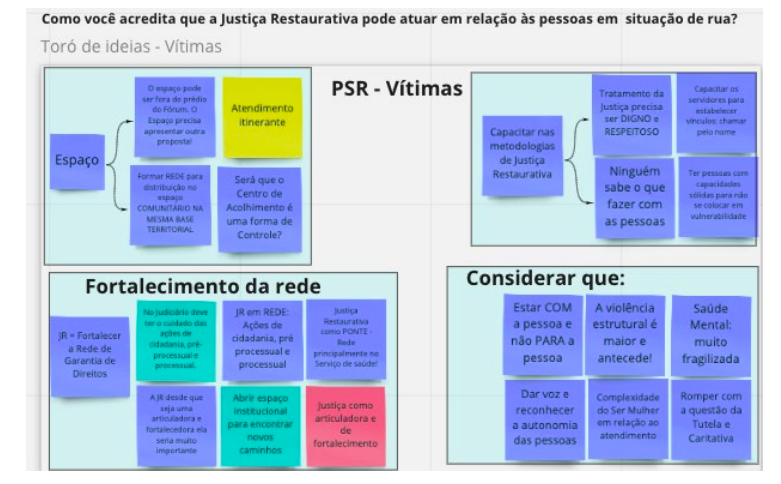 Como você acredita que a Justiça Restaurativa pode atuar em relação às pessoas em situação de rua?
Toró de ideias - Vítimas
PSR - Vítimas
Espaço
O espaço pode
ser fora do prédio
do Fórum. O
Espaço precisa
apresentar outra
proposta!
Atendimento
itinerante
Formar REDE para
distribuição no
espaço
COMUNITÁRIO NA
MESMA BASE
TERRITORIAL
Será que o
Centro de
Acolhimento é
uma forma de
Controle?
Capacitar nas
metodologias
de Justiça
Restaurativa
Tratamento da
Justiça precisa
ser DIGNO e
RESPEITOSO
Capacitar os
servidores para
estabelecer
vínculos: chamar
pelo nome
Ninguém
sabe o que
fazer com
as pessoas
Ter pessoas com
capacidades
sólidas para não
se colocar em
vulnerabilidade
Fortalecimento da rede
JR = Fortalecer
a Rede de
Garantia de
Direitos
No Judiciário deve
ter o cuidado das
ações de
cidadania, pré-
processual e
processual.
JR em REDE:
Ações de
cidadania, pré
processual e
processual
Justiça
Restaurativa
como PONTE -
Rede
principalmente no
Serviço de saúde!
A JR desde que
seja uma
articuladora e
fortalecedora ela
seria muito
importante
Abrir espaço
institucional
para encontrar
novos
caminhos
Justiça como
articuladora e
de
fortalecimento
Considerar que:
Estar COM
a pessoa e
não PARA a
pessoa
A violência
estrutural é
maior e
antecede!
Saúde
Mental:
muito
fragilizada
Dar voz e
reconhecer
a autonomia
das pessoas
Complexidade
do Ser Mulher
em relação ao
atendimento
Romper com
a questão da
Tutela e
Caritativa